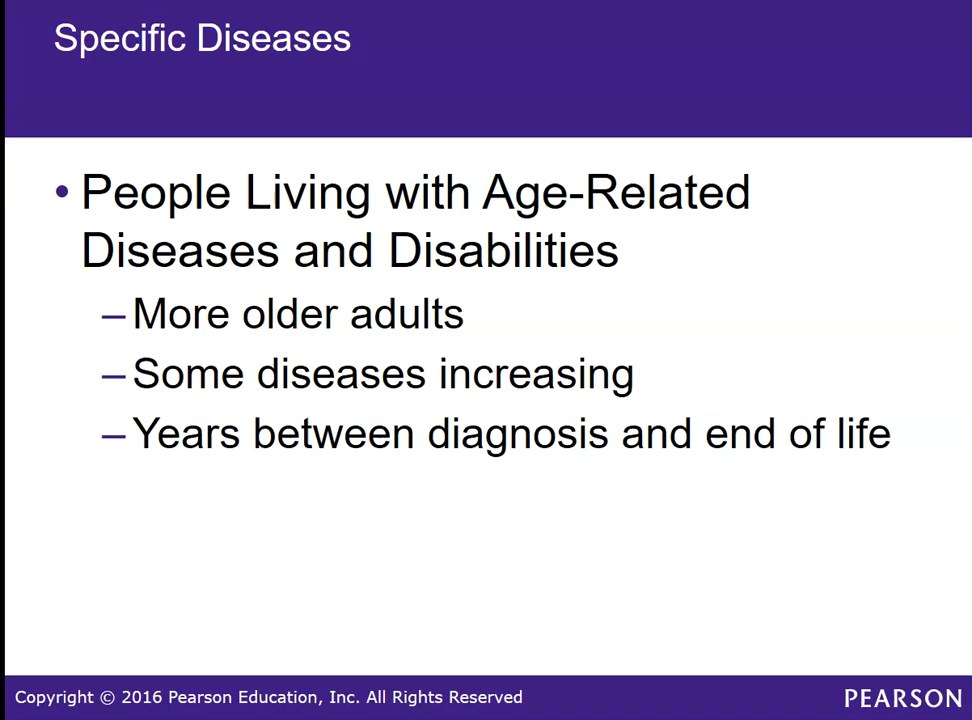 Specific Diseases
• People Living with Age-Related
Diseases and Disabilities
– More older adults
– Some diseases increasing
– Years between diagnosis and end of life
Copyright © 2016 Pearson Education, Inc. All Rights Reserved
PEARSON